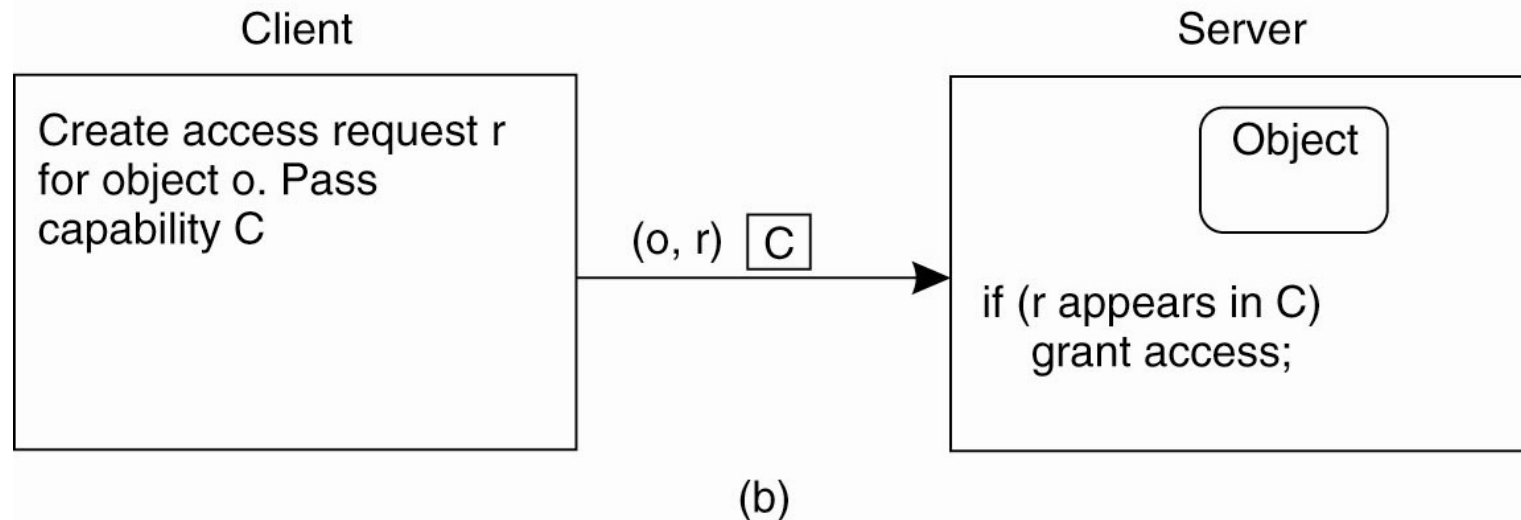 Client
Server
Create access request r
for object o. Pass
capability C
(o, r) C
Object
if (r appears in C)
grant access;
(b)